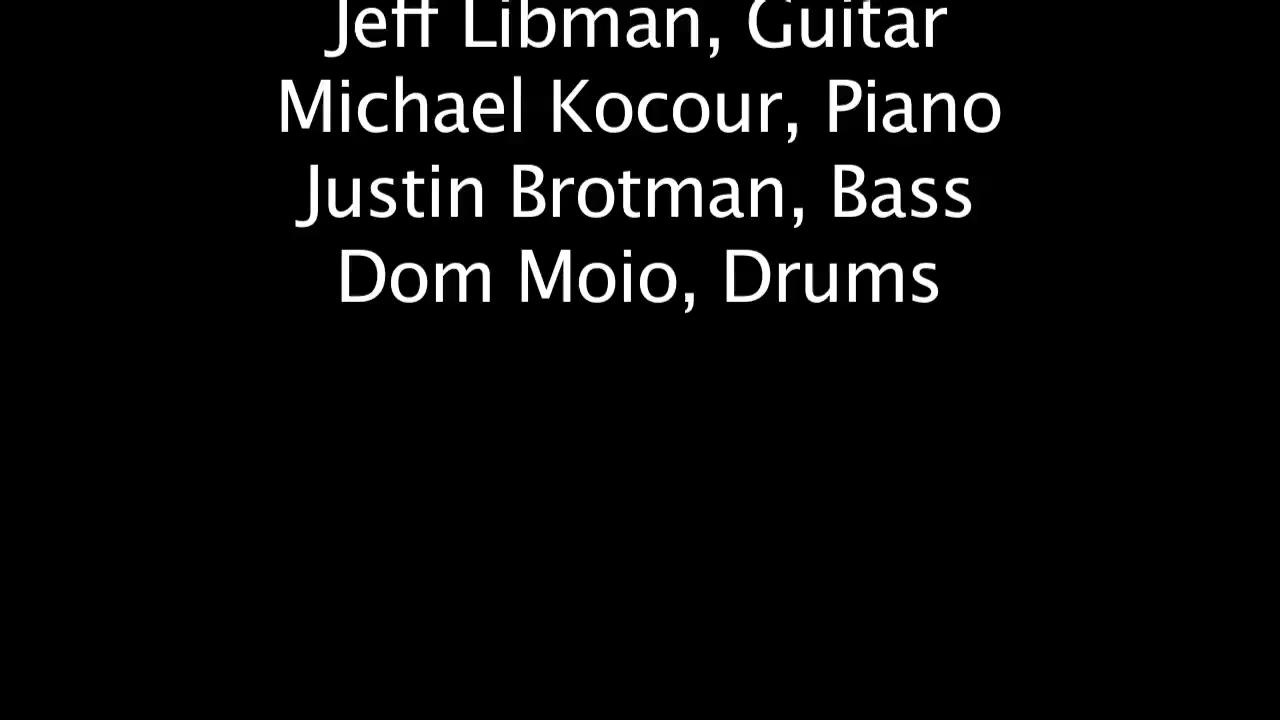 Jeff Libman, Guitar
Michael Kocour, Piano
Justin Brotman, Bass
Dom Moio, Drums